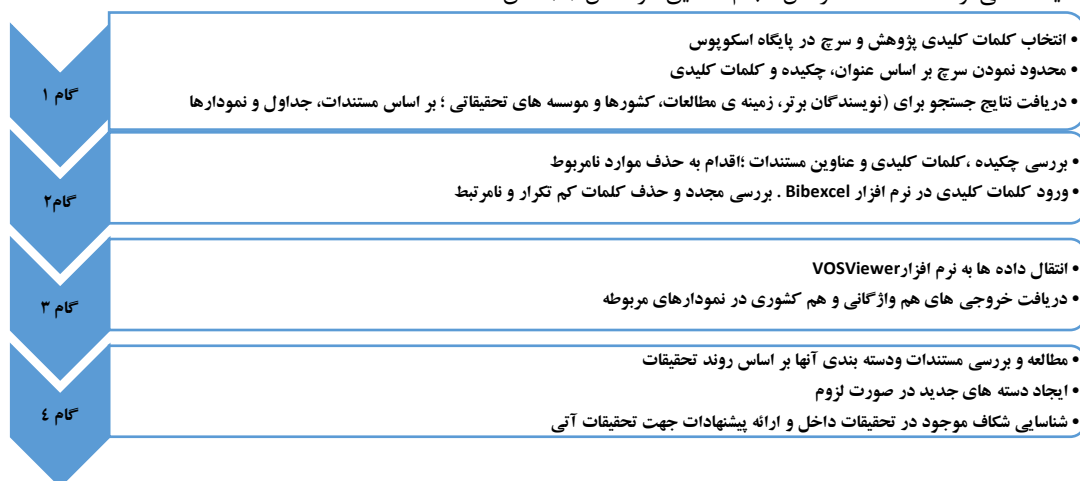 • انتخاب کلمات کلیدی پژوهش و سرچ در پایگاه اسکوپوس
• محدود نمودن سرچ بر اساس عنوان، چکیده و کلمات کلیدی
• دریافت نتایج جستجو برای (نویسندگان برتر، زمینه ی مطالعات، کشورها و موسسه های تحقیقاتی ؛ بر اساس مستندات، جداول و نمودارها
گام ۱
• بررسی چکیده ،کلمات کلیدی و عناوین مستندات ؛اقدام به حذف موارد نامربوط
• ورود کلمات کلیدی در نرم افزار Bibexcel . بررسی مجدد و حذف کلمات کم تکرار و نامرتبط
گام۲
• انتقال داده ها به نرم افزارVOSViewer
• دریافت خروجی های هم واژگانی و هم کشوری در نمودارهای مربوطه
گام ۳
• مطالعه و بررسی مستندات ودسته بندی آنها بر اساس روند تحقیقات
• ایجاد دسته های جدید در صورت لزوم
• شناسایی شکاف موجود در تحقیقات داخل و ارائه پیشنهادات جهت تحقیقات آتی
گام ٤